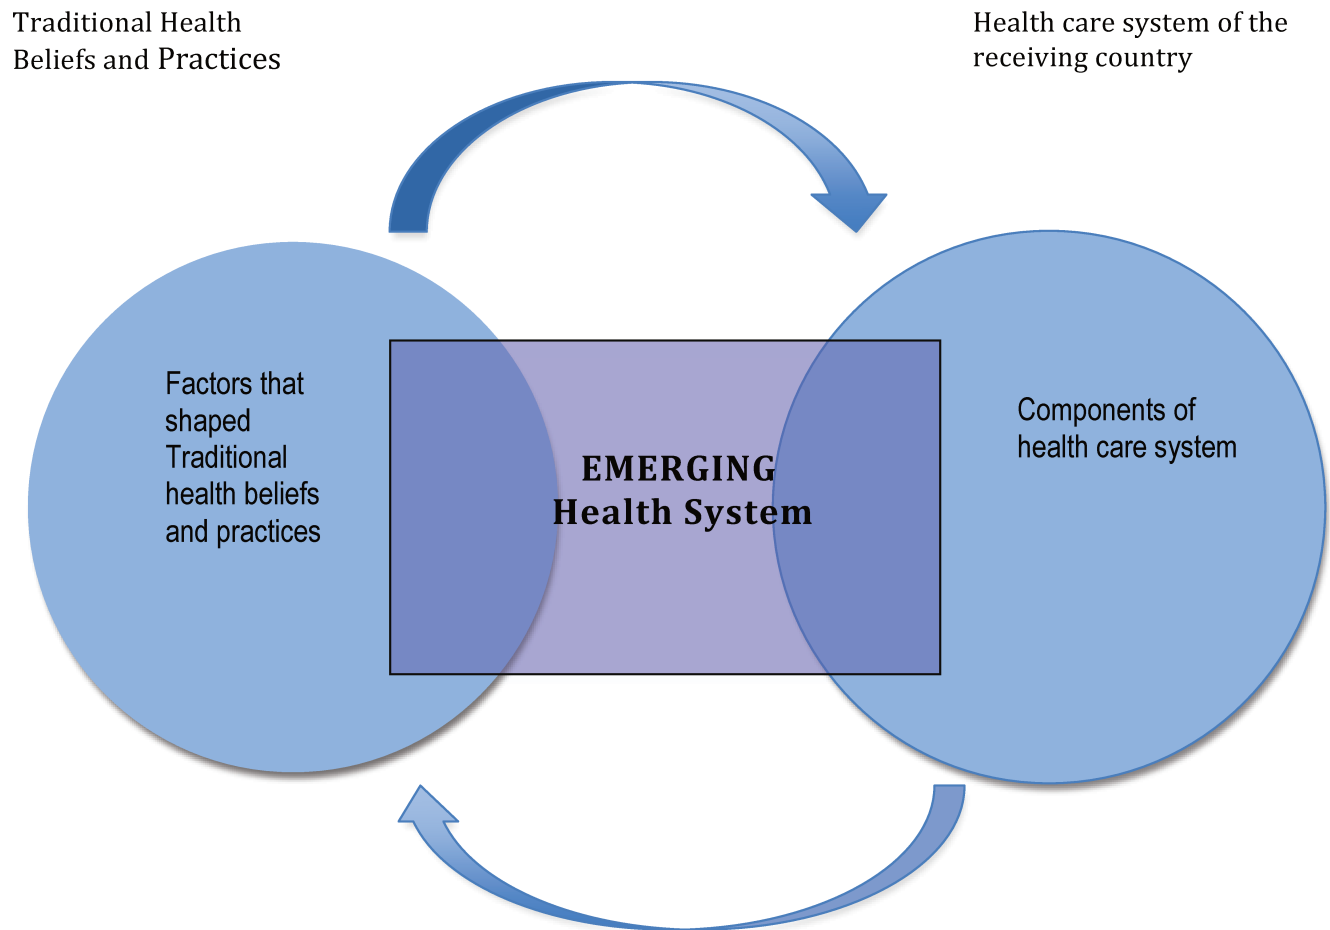 Traditional Health
Beliefs and Practices
Health care system of the
receiving country
Factors that
shaped
Traditional
health beliefs
and practices
EMERGING
Health System
Components of
health care system